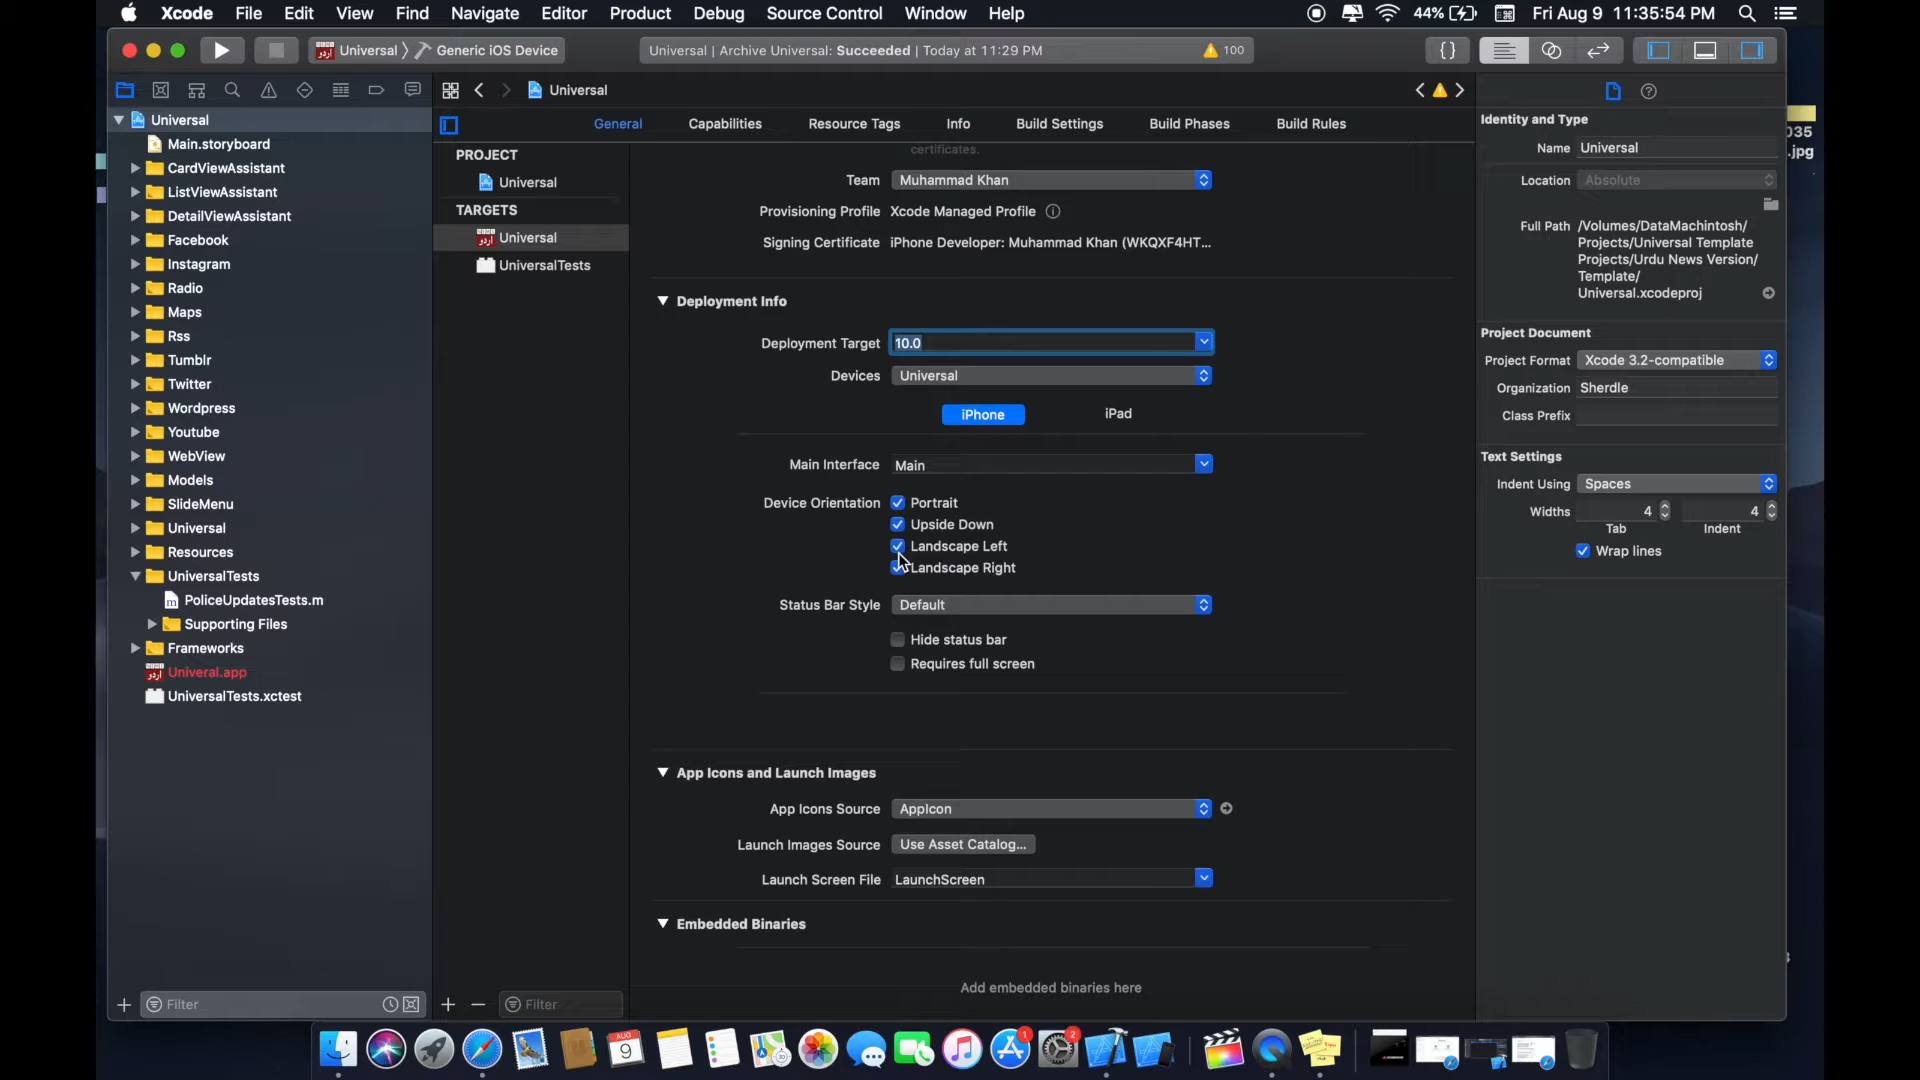 Xcode File Edit View Find Navigate Editor Product Debug Source Control Window Help 44% Fri Aug 9 11:35:54 PM
Universal Generic iOS Device Universal | Archive Universal: Succeeded | Today at 11:29 PM 100
Universal
General Capabilities Resource Tags Info Build Settings Build Phases Build Rules
Universal
Main.storyboard
CardViewAssistant
ListViewAssistant
DetailViewAssistant
Facebook
Instagram
Radio
Maps
Rss
Tumblr
Twitter
Wordpress
Youtube
WebView
Models
SlideMenu
Universal
Resources
UniversalTests
PoliceUpdatesTests.m
Supporting Files
Frameworks
Univeral.app
UniversalTests.xctest
Filter
PROJECT
Universal
TARGETS
Universal
UniversalTests
Filter
certificates.
Team Muhammad Khan
Provisioning Profile Xcode Managed Profile
Signing Certificate iPhone Developer: Muhammad Khan (WKQXF4HT...
Deployment Info
Deployment Target 10.0
Devices Universal
iPhone iPad
Main Interface Main
Device Orientation Portrait
Upside Down
Landscape Left
Landscape Right
Status Bar Style Default
Hide status bar
Requires full screen
App Icons and Launch Images
App Icons Source AppIcon
Launch Images Source Use Asset Catalog...
Launch Screen File LaunchScreen
Embedded Binaries
Add embedded binaries here
Identity and Type
Name Universal
Location Absolute
Full Path /Volumes/DataMachintosh/
Projects/Universal Template
Projects/Urdu News Version/
Template/
Universal.xcodeproj
Project Document
Project Format Xcode 3.2-compatible
Organization Sherdle
Class Prefix
Text Settings
Indent Using Spaces
Widths 4 4
Tab Indent
Wrap lines
035
.jpg
AUG
9
1
2